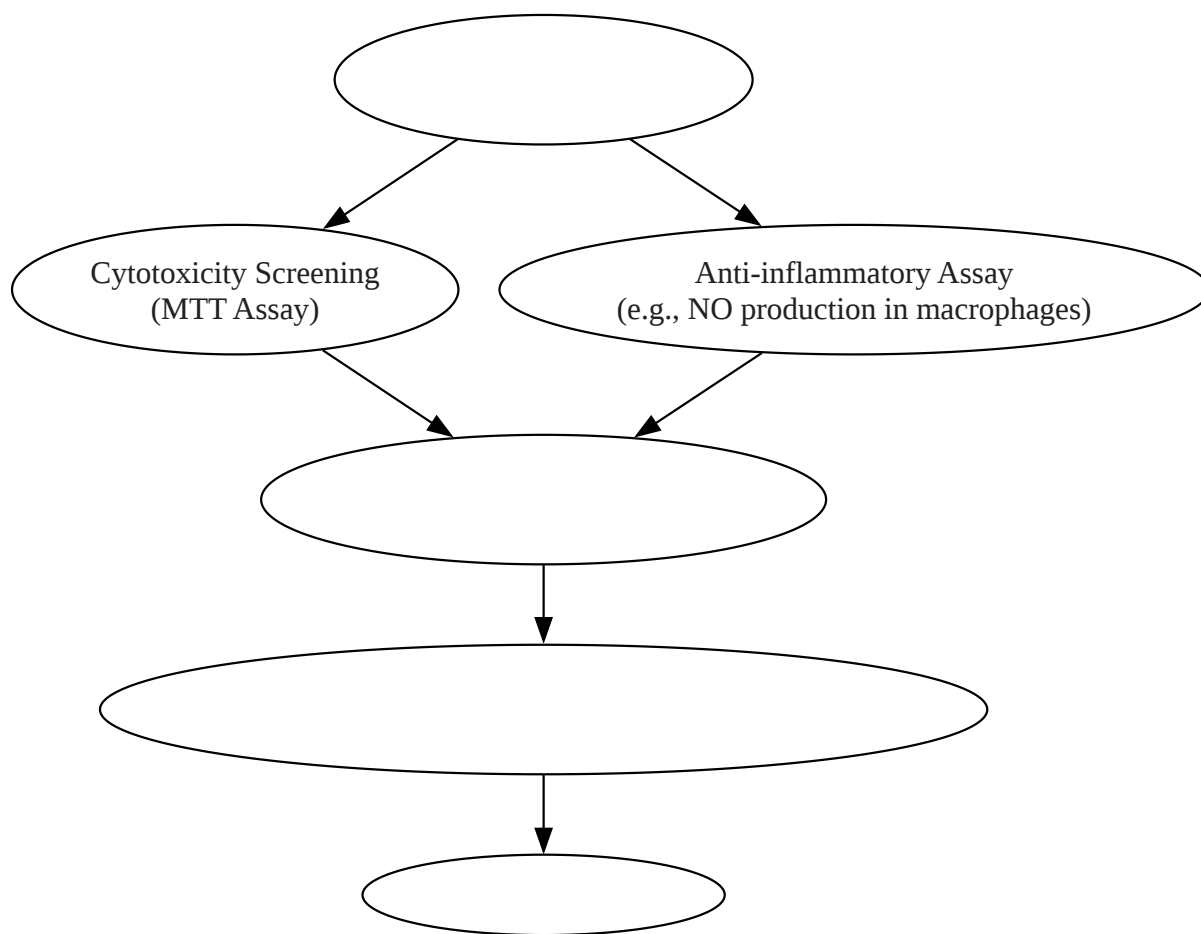 Cytotoxicity Screening
(MTT Assay)
Anti-inflammatory Assay
(e.g., NO production in macrophages)